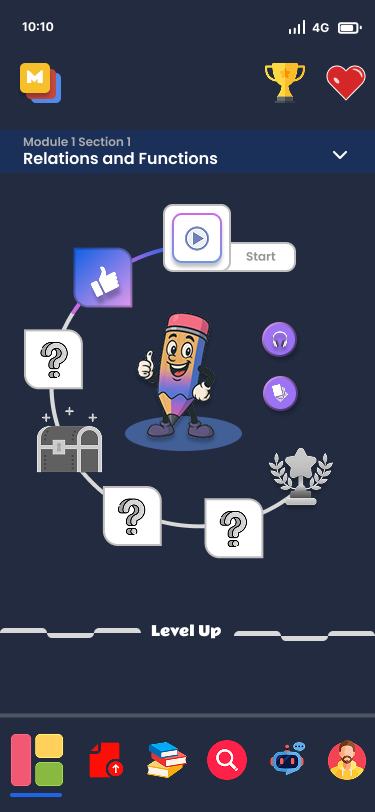 10:10
4G
M
Module 1 Section 1
Relations and Functions
Start
?
?
?
Level Up